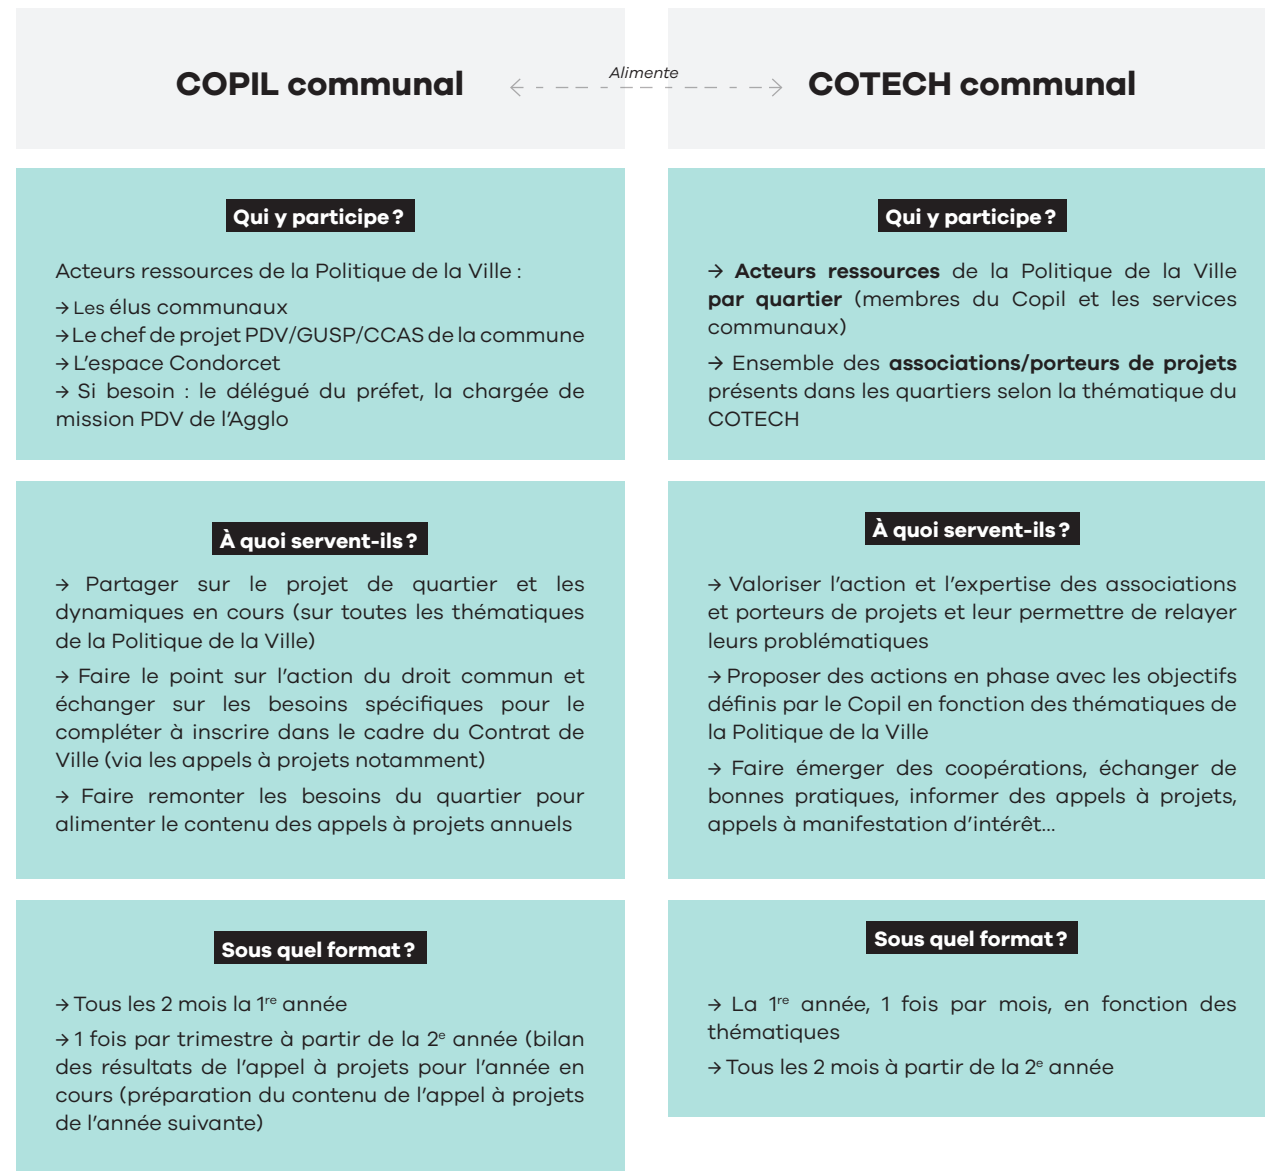 COPIL communal
Alimente
COTECH communal
Qui y participe ?
Acteurs ressources de la Politique de la Ville :
→ Les élus communaux
→ Le chef de projet PDV/GUSP/CCAS de la commune
→ L'espace Condorcet
→ Si besoin : le délégué du préfet, la chargée de
mission PDV de l'Agglo
Qui y participe ?
→ Acteurs ressources de la Politique de la Ville
par quartier (membres du Copil et les services
communaux)
→ Ensemble des associations/porteurs de projets
présents dans les quartiers selon la thématique du
COTECH
À quoi servent-ils ?
→ Partager sur le projet de quartier et les
dynamiques en cours (sur toutes les thématiques
de la Politique de la Ville)
→ Faire le point sur l'action du droit commun et
échanger sur les besoins spécifiques pour le
compléter à inscrire dans le cadre du Contrat de
Ville (via les appels à projets notamment)
→ Faire remonter les besoins du quartier pour
alimenter le contenu des appels à projets annuels
À quoi servent-ils ?
→ Valoriser l'action et l'expertise des associations
et porteurs de projets et leur permettre de relayer
leurs problématiques
→ Proposer des actions en phase avec les objectifs
définis par le Copil en fonction des thématiques de
la Politique de la Ville
→ Faire émerger des coopérations, échanger de
bonnes pratiques, informer des appels à projets,
appels à manifestation d'intérêt...
Sous quel format ?
→ Tous les 2 mois la 1re année
→ 1 fois par trimestre à partir de la 2e année (bilan
des résultats de l'appel à projets pour l'année en
cours (préparation du contenu de l'appel à projets
de l'année suivante)
Sous quel format ?
→ La 1re année, 1 fois par mois, en fonction des
thématiques
→ Tous les 2 mois à partir de la 2e année